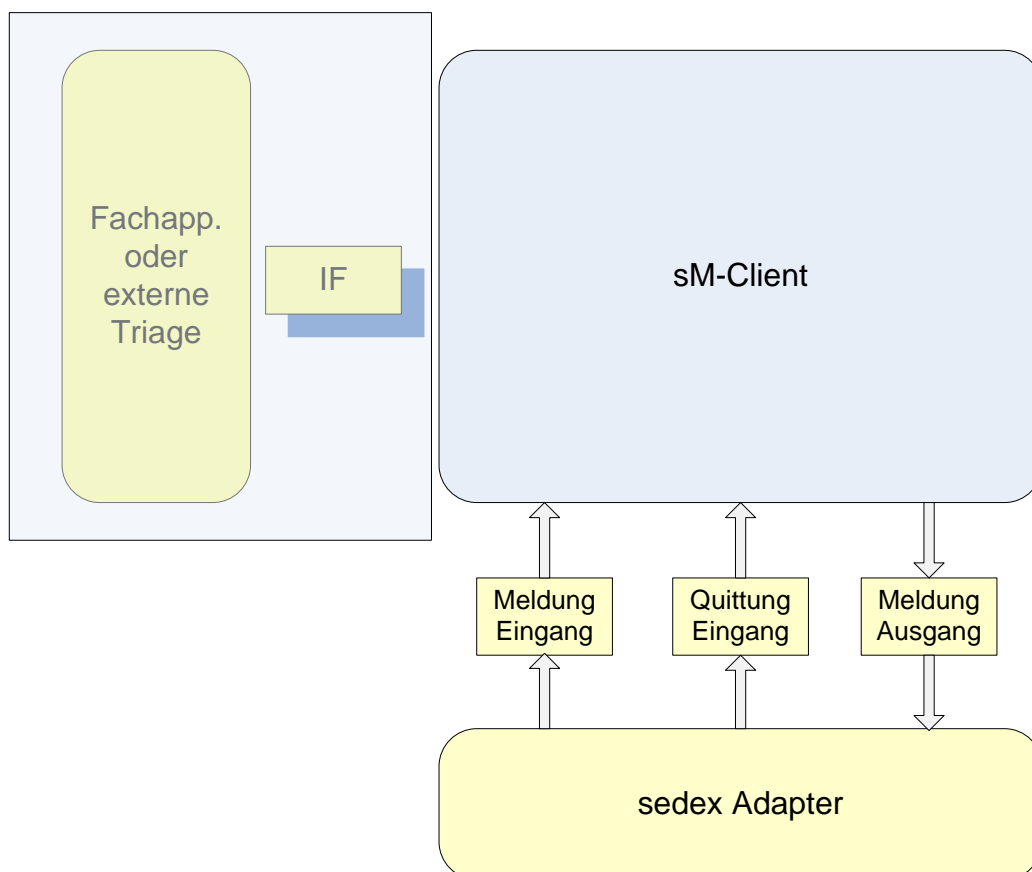 Fachapp.
oder
externe
Triage
IF
sM-Client
Meldung
Eingang
Quittung
Eingang
Meldung
Ausgang
sedex Adapter